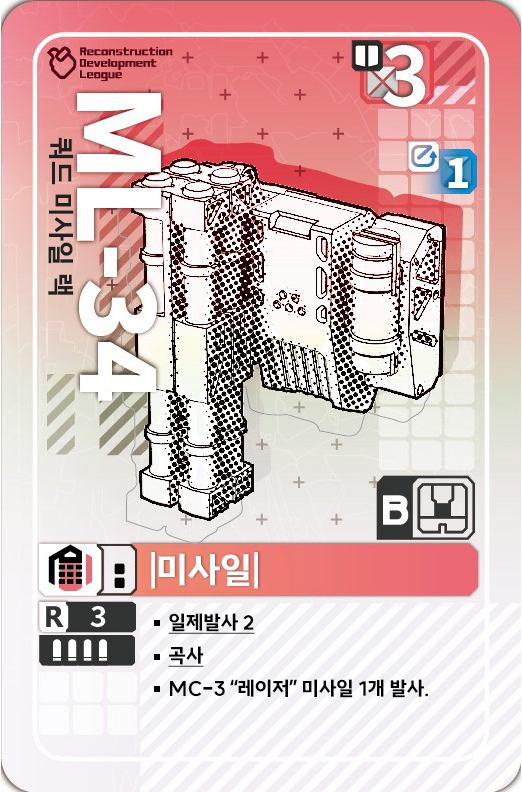 Reconstruction
Development
League
3
1
ML-34
쿼드 미사일 랙
B
|미사일|
R 3
▪ 일제발사 2
▪ 곡사
▪ MC-3 “레이저” 미사일 1개 발사.